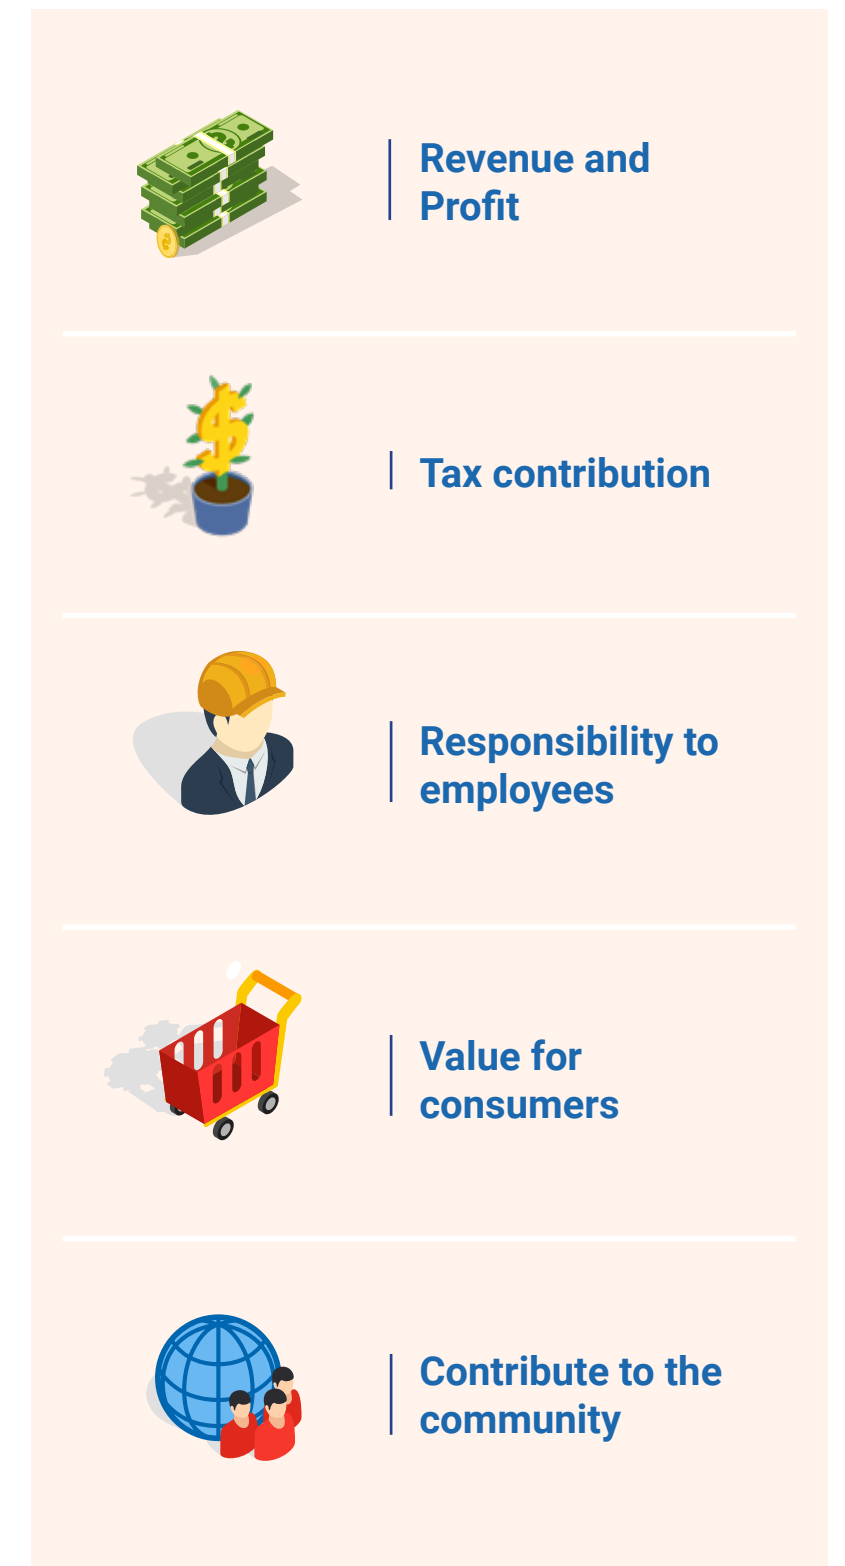 Revenue and
Profit
Tax contribution
Responsibility to
employees
Value for
consumers
Contribute to the
community